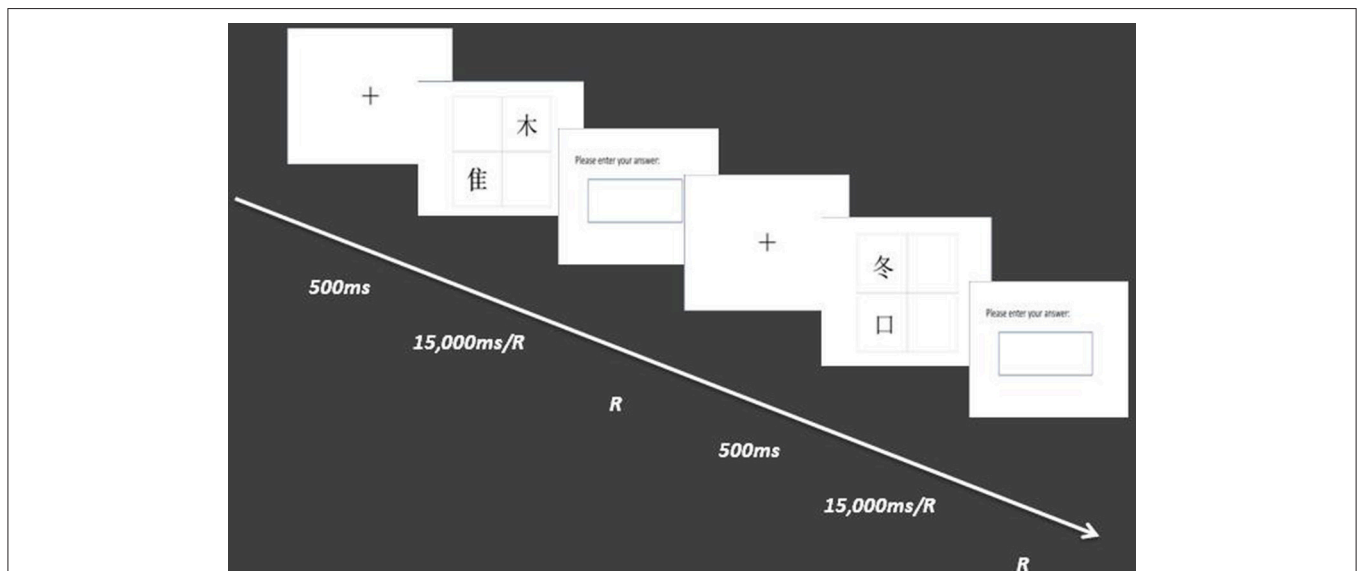 +
木
隹
Please enter your answer:
+
冬
口
Please enter your answer:
500ms
15,000ms/R
R
500ms
15,000ms/R
R